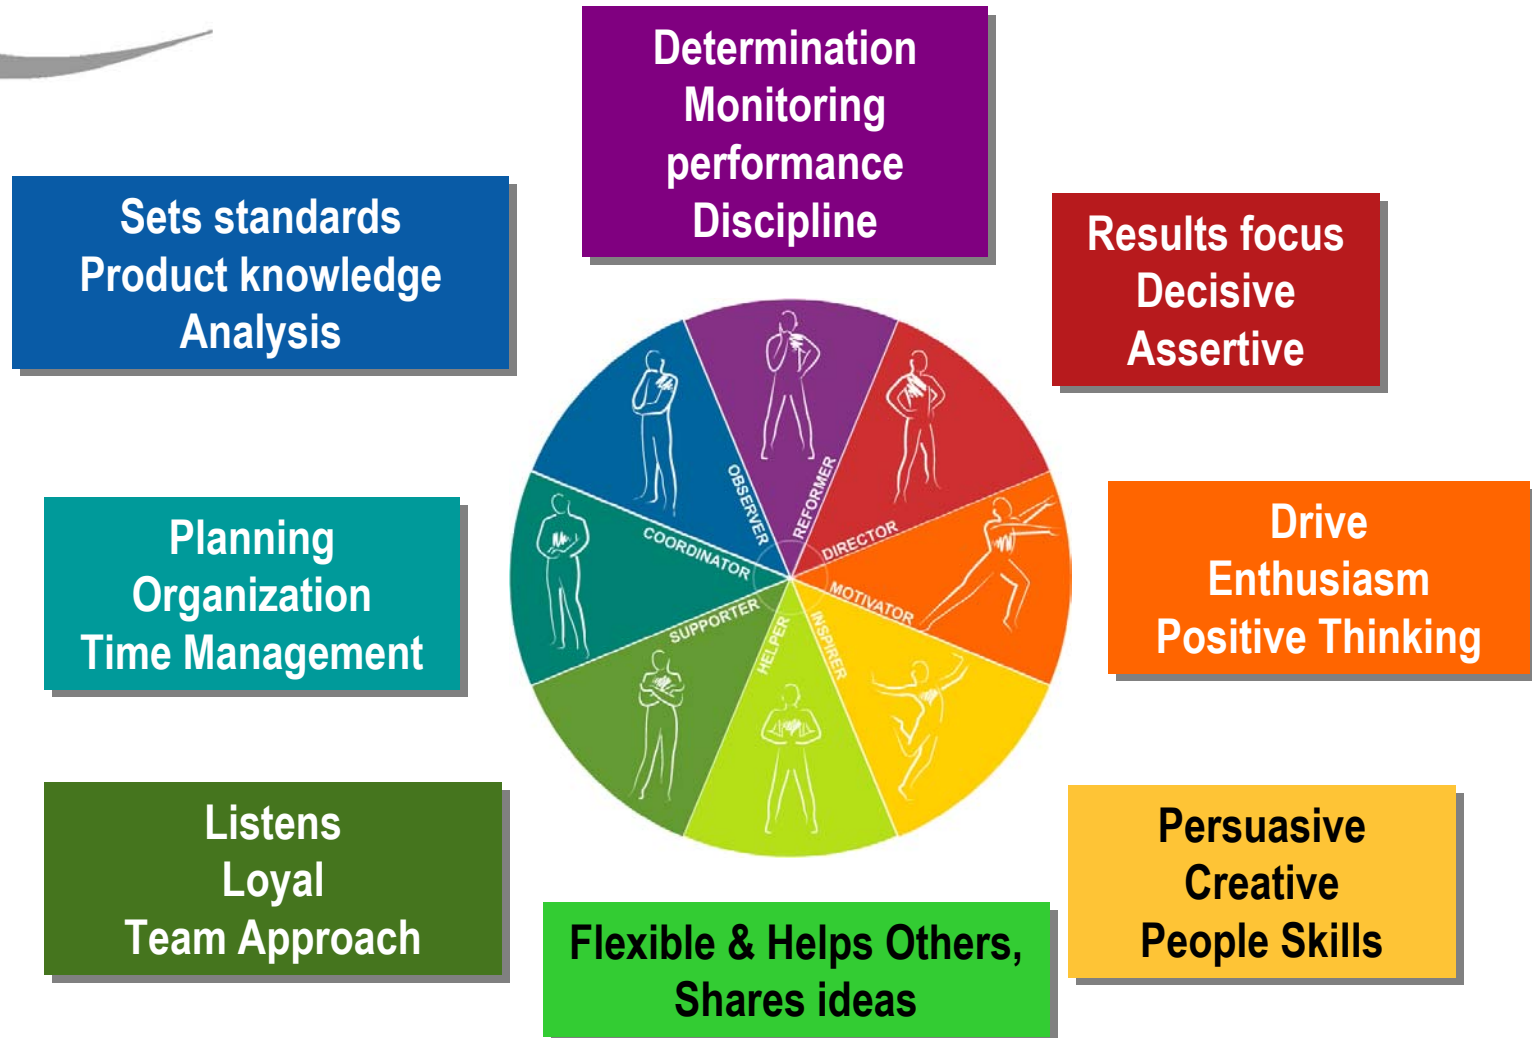 Determination
Monitoring
performance
Discipline
Sets standards
Product knowledge
Analysis
Results focus
Decisive
Assertive
OBSERVER
REFORMER
COORDINATOR
DIRECTOR
SUPPORTER
HELPER
INSPIRER
MOTIVATOR
Planning
Organization
Time Management
Drive
Enthusiasm
Positive Thinking
Listens
Loyal
Team Approach
Persuasive
Creative
People Skills
Flexible & Helps Others,
Shares ideas